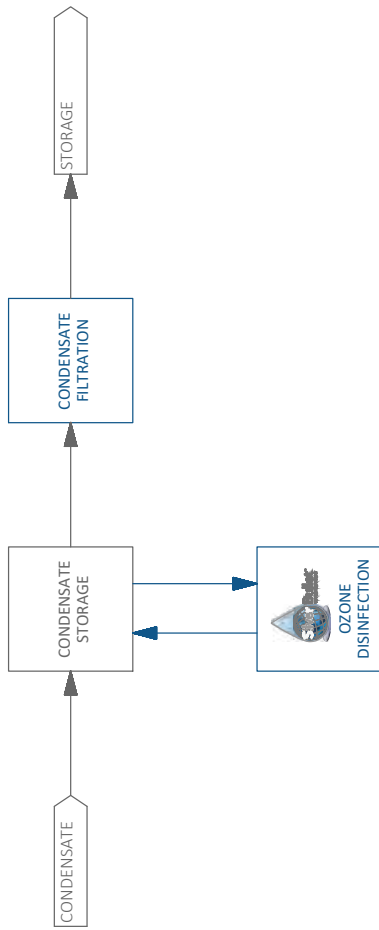 CONDENSATE
CONDENSATE
STORAGE
OZONE
DISINFECTION
CONDENSATE
FILTRATION
STORAGE